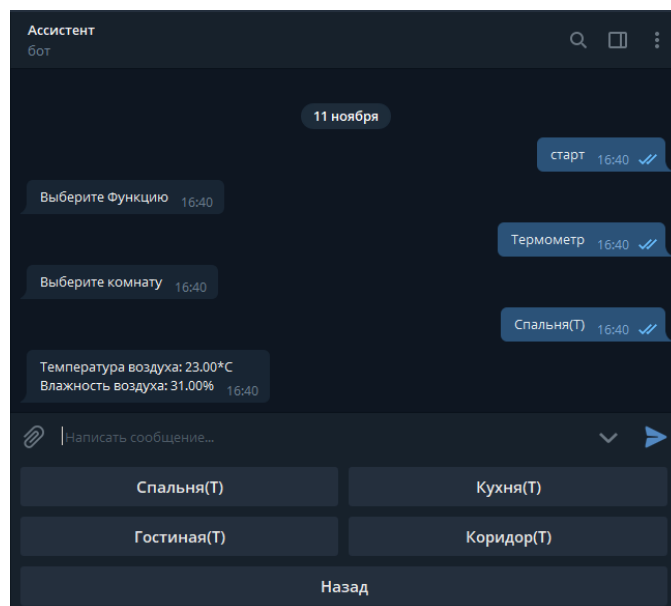 Ассистент
бот
11 ноября
старт 16:40
Выберите Функцию 16:40
Термометр 16:40
Выберите комнату 16:40
Спальня(Т) 16:40
Температура воздуха: 23.00*C
Влажность воздуха: 31.00% 16:40
Написать сообщение...
Спальня(Т) Кухня(Т)
Гостиная(Т) Коридор(Т)
Назад